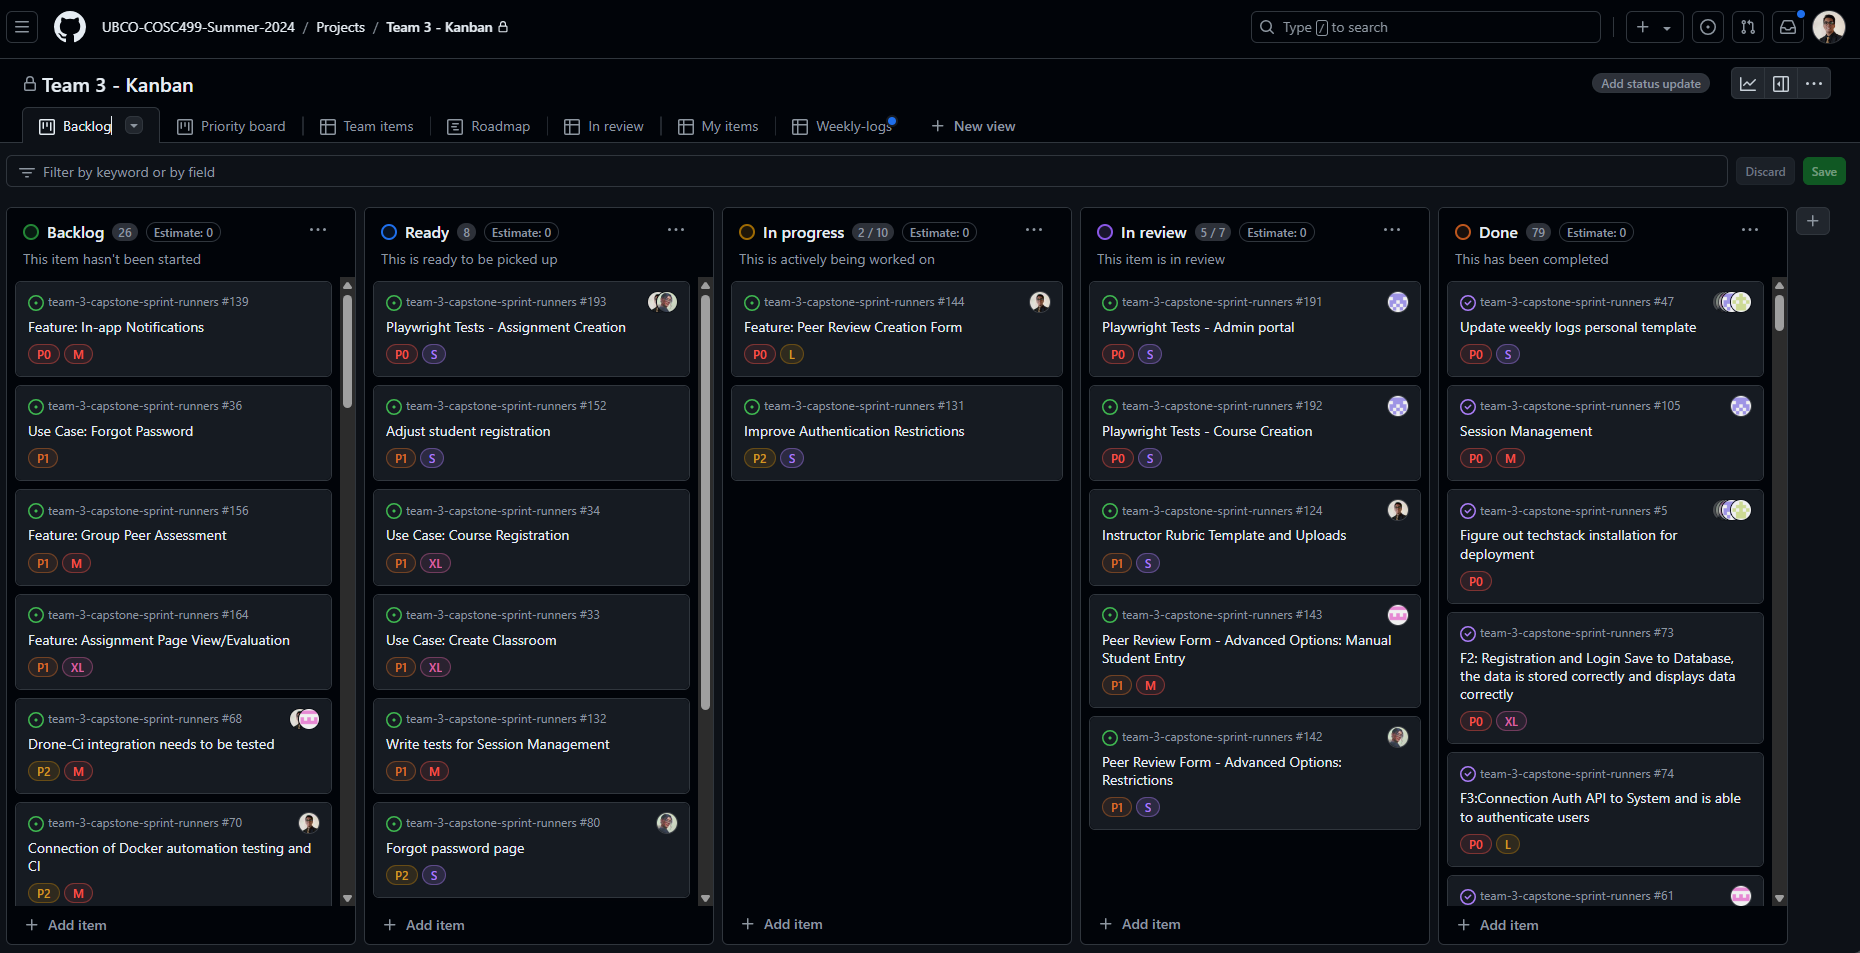 UBCO-COSC499-Summer-2024 / Projects / Team 3 - Kanban
Type / to search
Team 3 - Kanban
Add status update
Backlog
Priority board
Team items
Roadmap
In review
My items
Weekly-logs
New view
Filter by keyword or by field
Discard
Save
Backlog 26 Estimate: 0
This item hasn't been started
team-3-capstone-sprint-runners #139
Feature: In-app Notifications
P0 M
team-3-capstone-sprint-runners #36
Use Case: Forgot Password
P1
team-3-capstone-sprint-runners #156
Feature: Group Peer Assessment
P1 M
team-3-capstone-sprint-runners #164
Feature: Assignment Page View/Evaluation
P1 XL
team-3-capstone-sprint-runners #68
Drone-Ci integration needs to be tested
P2 M
team-3-capstone-sprint-runners #70
Connection of Docker automation testing and
CI
P2 M
+ Add item
Ready 8 Estimate: 0
This is ready to be picked up
team-3-capstone-sprint-runners #193
Playwright Tests - Assignment Creation
P0 S
team-3-capstone-sprint-runners #152
Adjust student registration
P1 S
team-3-capstone-sprint-runners #34
Use Case: Course Registration
P1 XL
team-3-capstone-sprint-runners #33
Use Case: Create Classroom
P1 XL
team-3-capstone-sprint-runners #132
Write tests for Session Management
P1 M
team-3-capstone-sprint-runners #80
Forgot password page
P2 S
+ Add item
In progress 2 / 10 Estimate: 0
This is actively being worked on
team-3-capstone-sprint-runners #144
Feature: Peer Review Creation Form
P0 L
team-3-capstone-sprint-runners #131
Improve Authentication Restrictions
P2 S
+ Add item
In review 5 / 7 Estimate: 0
This item is in review
team-3-capstone-sprint-runners #191
Playwright Tests - Admin portal
P0 S
team-3-capstone-sprint-runners #192
Playwright Tests - Course Creation
P0 S
team-3-capstone-sprint-runners #124
Instructor Rubric Template and Uploads
P1 S
team-3-capstone-sprint-runners #143
Peer Review Form - Advanced Options: Manual
Student Entry
P1 M
team-3-capstone-sprint-runners #142
Peer Review Form - Advanced Options:
Restrictions
P1 S
+ Add item
Done 79 Estimate: 0
This has been completed
team-3-capstone-sprint-runners #47
Update weekly logs personal template
P0 S
team-3-capstone-sprint-runners #105
Session Management
P0 M
team-3-capstone-sprint-runners #5
Figure out techstack installation for
deployment
P0
team-3-capstone-sprint-runners #73
F2: Registration and Login Save to Database,
the data is stored correctly and displays data
correctly
P0 XL
team-3-capstone-sprint-runners #74
F3:Connection Auth API to System and is able
to authenticate users
P0 L
team-3-capstone-sprint-runners #61
+ Add item